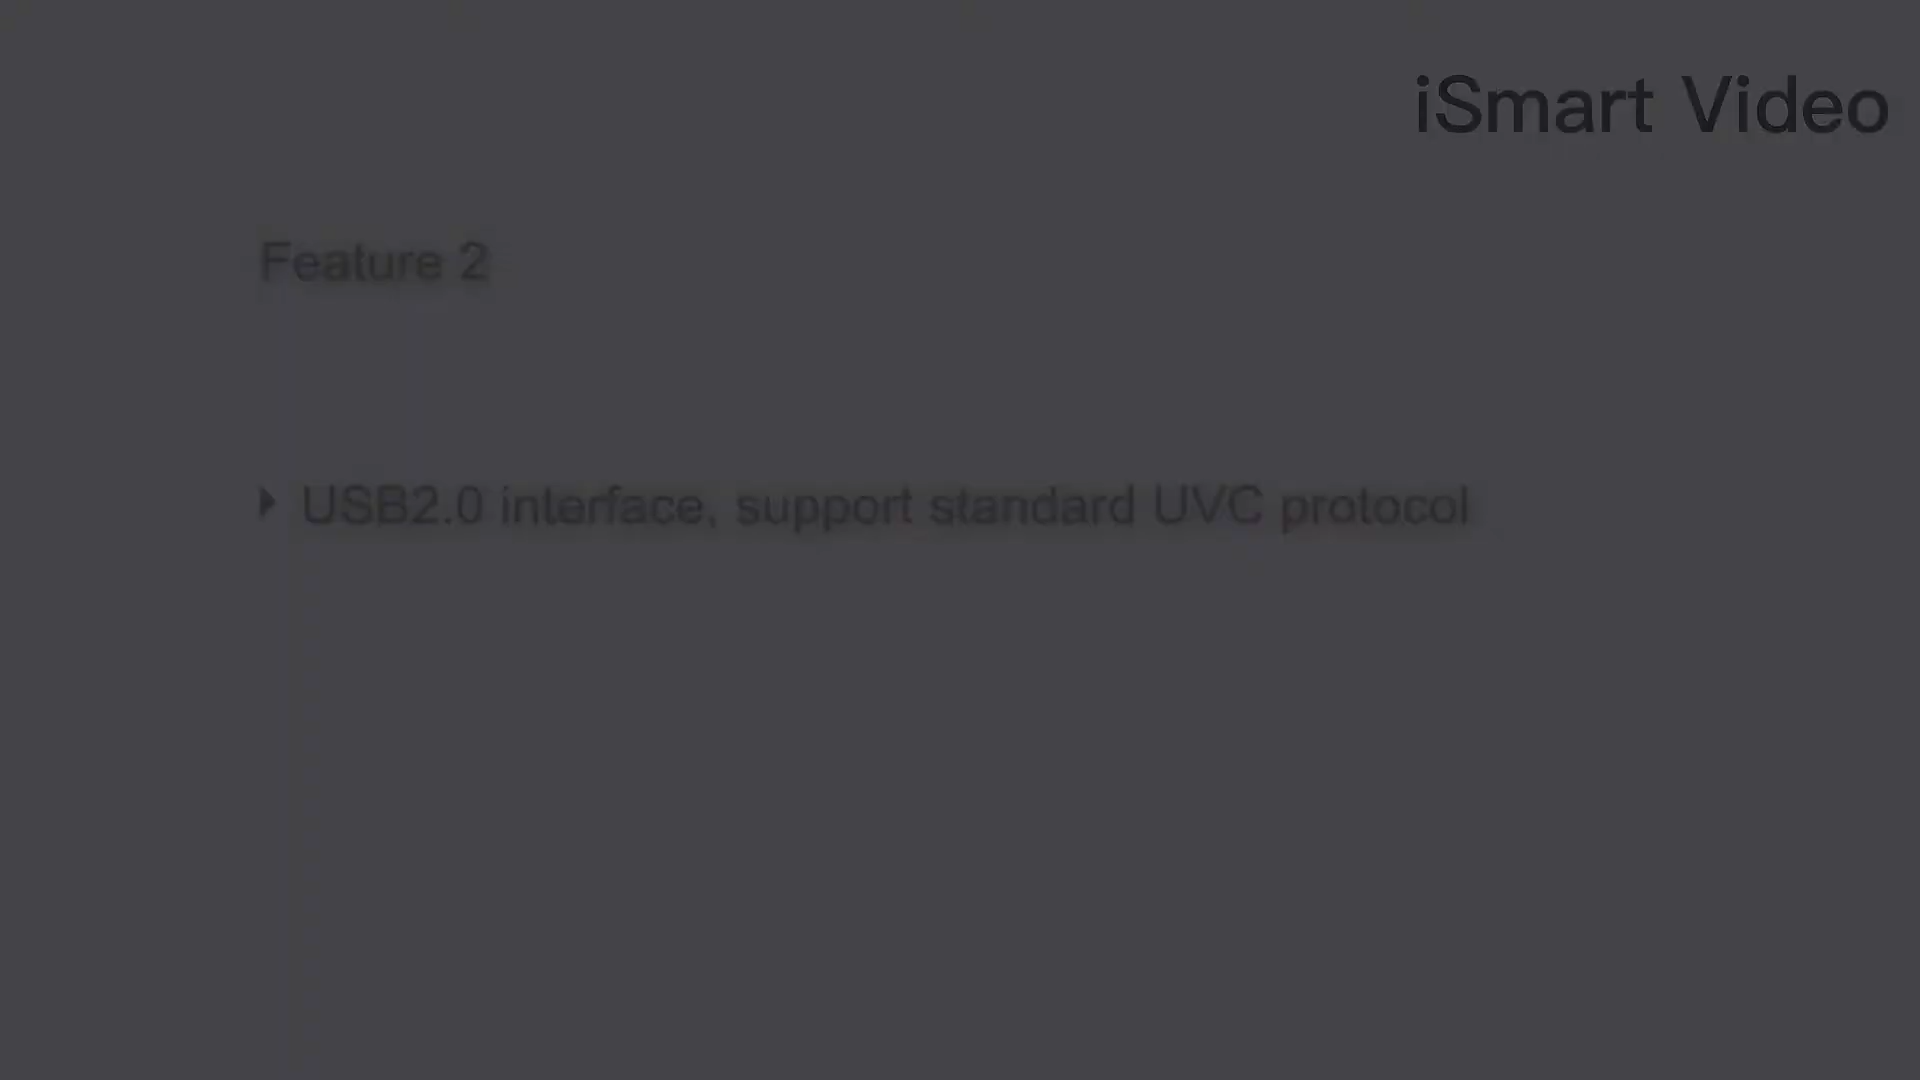 iSmart Video
Feature 2
USB2.0 interface, support standard UVC protocol